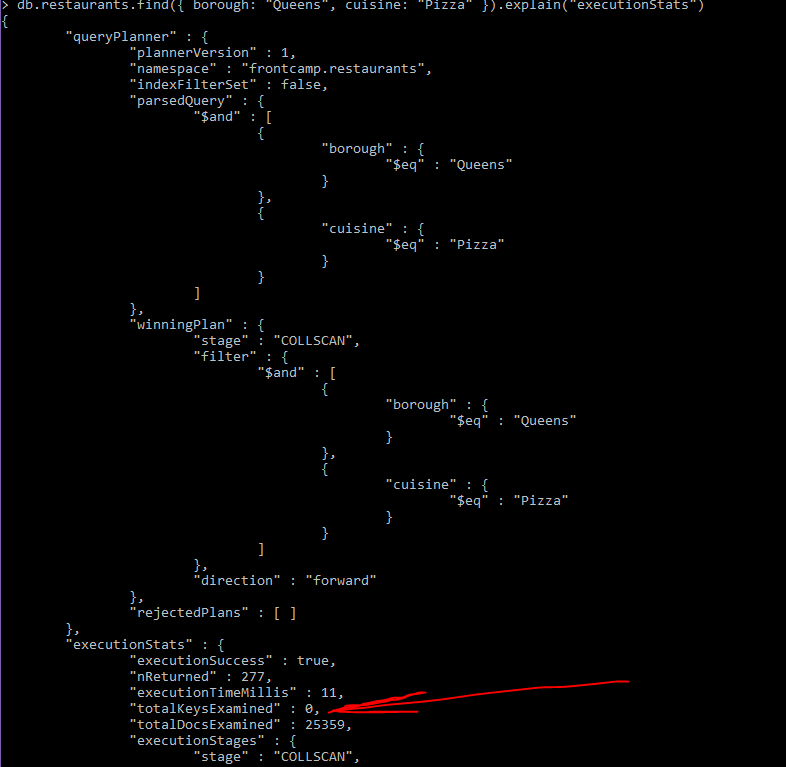 > db.restaurants.find({ borough: "Queens", cuisine: "Pizza" }).explain("executionStats")
{
"queryPlanner" : {
"plannerVersion" : 1,
"namespace" : "frontcamp.restaurants",
"indexFilterSet" : false,
"parsedQuery" : {
"$and" : [
{
"borough" : {
"$eq" : "Queens"
}
},
{
"cuisine" : {
"$eq" : "Pizza"
}
}
]
},
"winningPlan" : {
"stage" : "COLLSCAN",
"filter" : {
"$and" : [
{
"borough" : {
"$eq" : "Queens"
}
},
{
"cuisine" : {
"$eq" : "Pizza"
}
}
]
},
"direction" : "forward"
},
"rejectedPlans" : [ ]
},
"executionStats" : {
"executionSuccess" : true,
"nReturned" : 277,
"executionTimeMillis" : 11,
"totalKeysExamined" : 0,
"totalDocsExamined" : 25359,
"executionStages" : {
"stage" : "COLLSCAN",